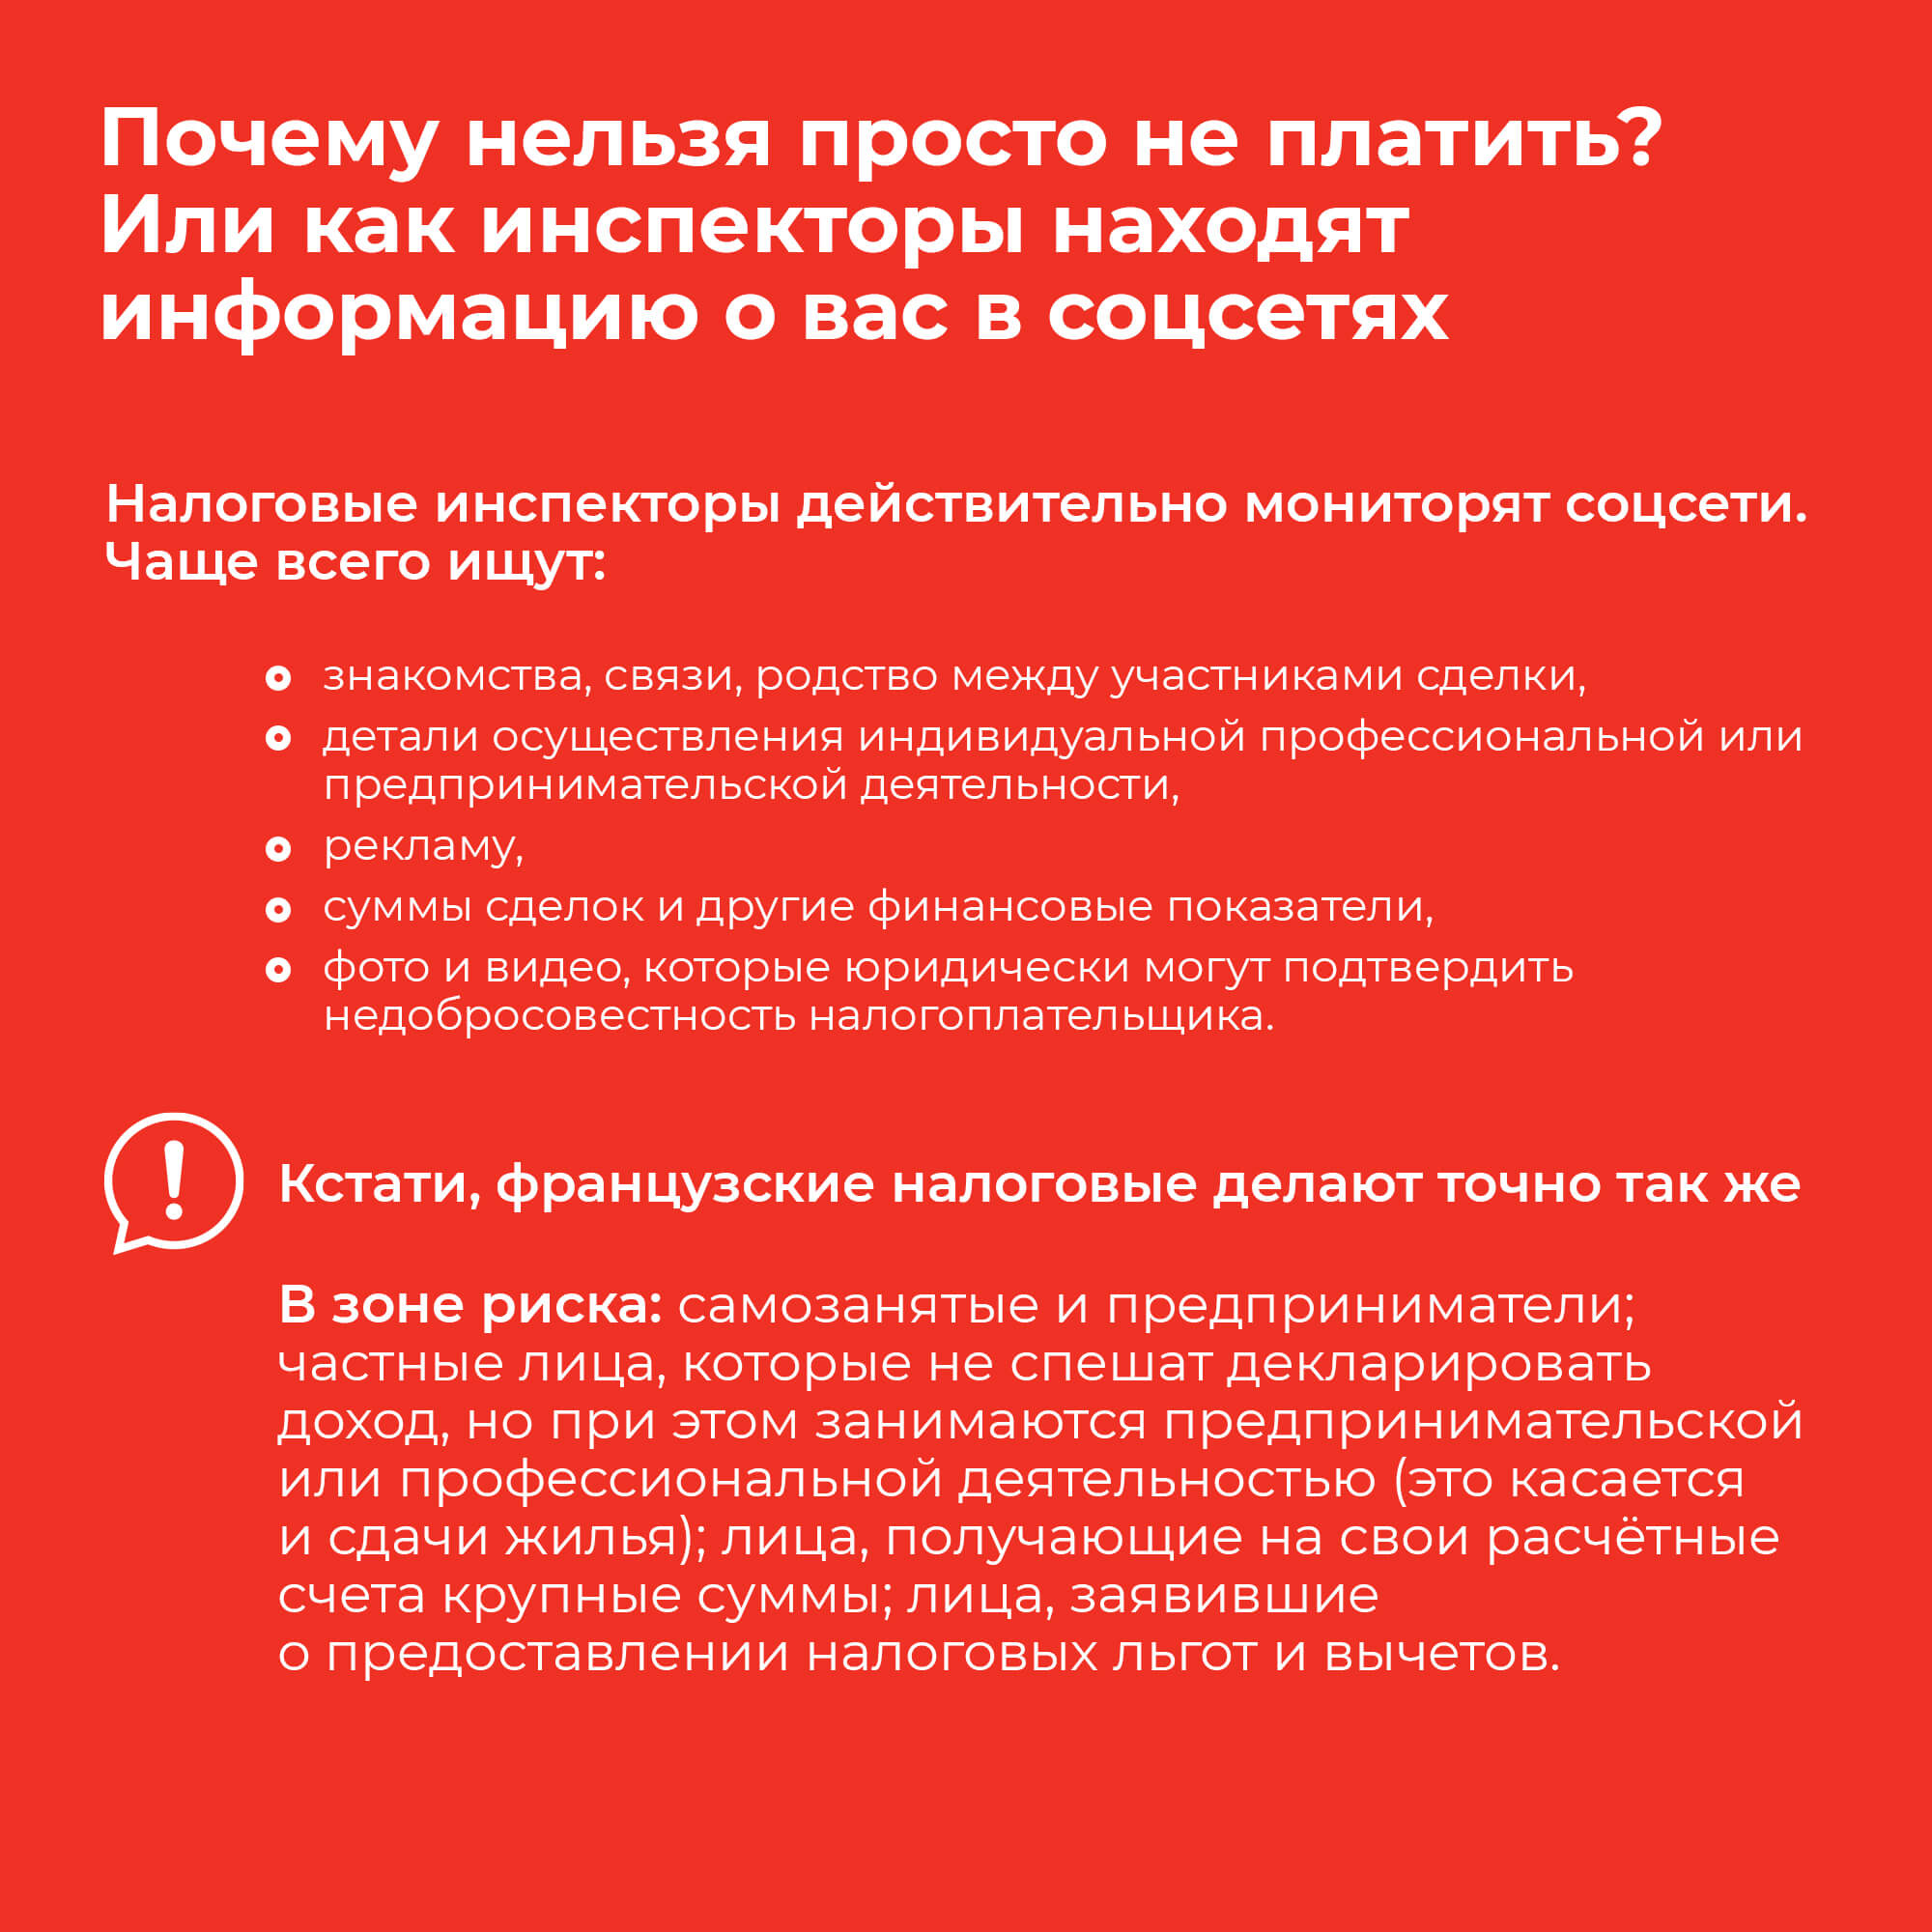 Почему нельзя просто не платить?
Или как инспекторы находят
информацию о вас в соцсетях
Налоговые инспекторы действительно мониторят соцсети.
Чаще всего ищут:
знакомства, связи, родство между участниками сделки,
детали осуществления индивидуальной профессиональной или
предпринимательской деятельности,
рекламу,
суммы сделок и другие финансовые показатели,
фото и видео, которые юридически могут подтвердить
недобросовестность налогоплательщика.
Кстати, французские налоговые делают точно так же
В зоне риска: самозанятые и предприниматели;
частные лица, которые не спешат декларировать
доход, но при этом занимаются предпринимательской
или профессиональной деятельностью (это касается
и сдачи жилья); лица, получающие на свои расчётные
счета крупные суммы; лица, заявившие
о предоставлении налоговых льгот и вычетов.